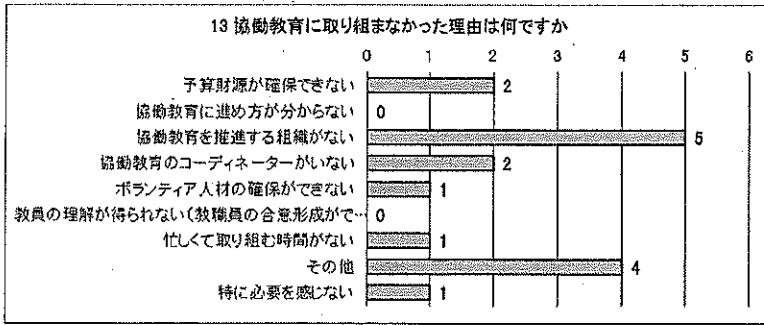 13 協働教育に取り組まなかった理由は何ですか
0 1 2 3 4 5 6
予算財源が確保できない 2
協働教育に進め方が分からない 0
協働教育を推進する組織がない 5
協働教育のコーディネーターがいない 2
ボランティア人材の確保ができない 1
教員の理解が得られない(教職員の合意形成がで… 0
忙しくて取り組む時間がない 1
その他 4
特に必要を感じない 1